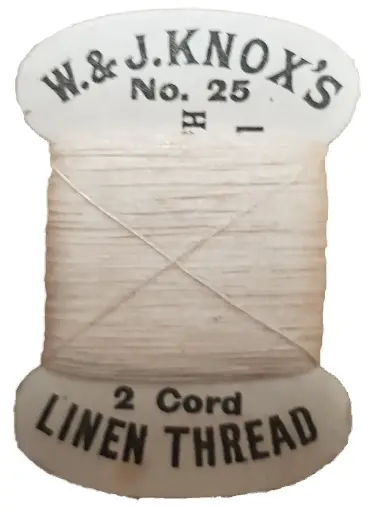 W. & J. KNOX'S
No. 25
H I
2 Cord
LINEN THREAD